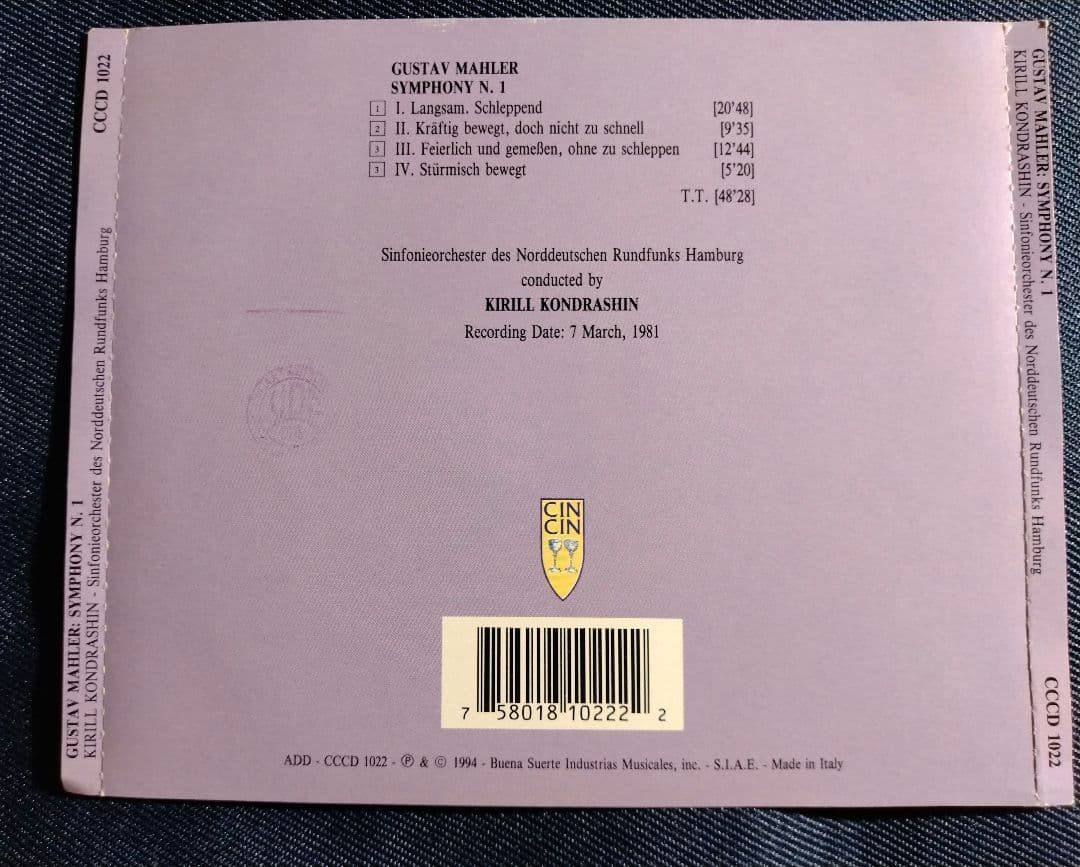 GUSTAV MAHLER
SYMPHONY N. 1
1 I. Langsam. Schleppend [20'48]
2 II. Kräftig bewegt, doch nicht zu schnell [9'35]
3 III. Feierlich und gemeßen, ohne zu schleppen [12'44]
3 IV. Stürmisch bewegt [5'20]
T.T. [48'28]
Sinfonieorchester des Norddeutschen Rundfunks Hamburg
conducted by
KIRILL KONDRASHIN
Recording Date: 7 March, 1981
CIN
CIN
7 58018 10222 2
ADD - CCCD 1022 - ℗ & © 1994 - Buena Suerte Industrias Musicales, inc. - S.I.A.E. - Made in Italy
GUSTAV MAHLER: SYMPHONY N. 1
KIRILL KONDRASHIN - Sinfonieorchester des Norddeutschen Rundfunks Hamburg
CCCD 1022
GUSTAV MAHLER: SYMPHONY N. 1
KIRILL KONDRASHIN - Sinfonieorchester des Norddeutschen Rundfunks Hamburg
CCCD 1022